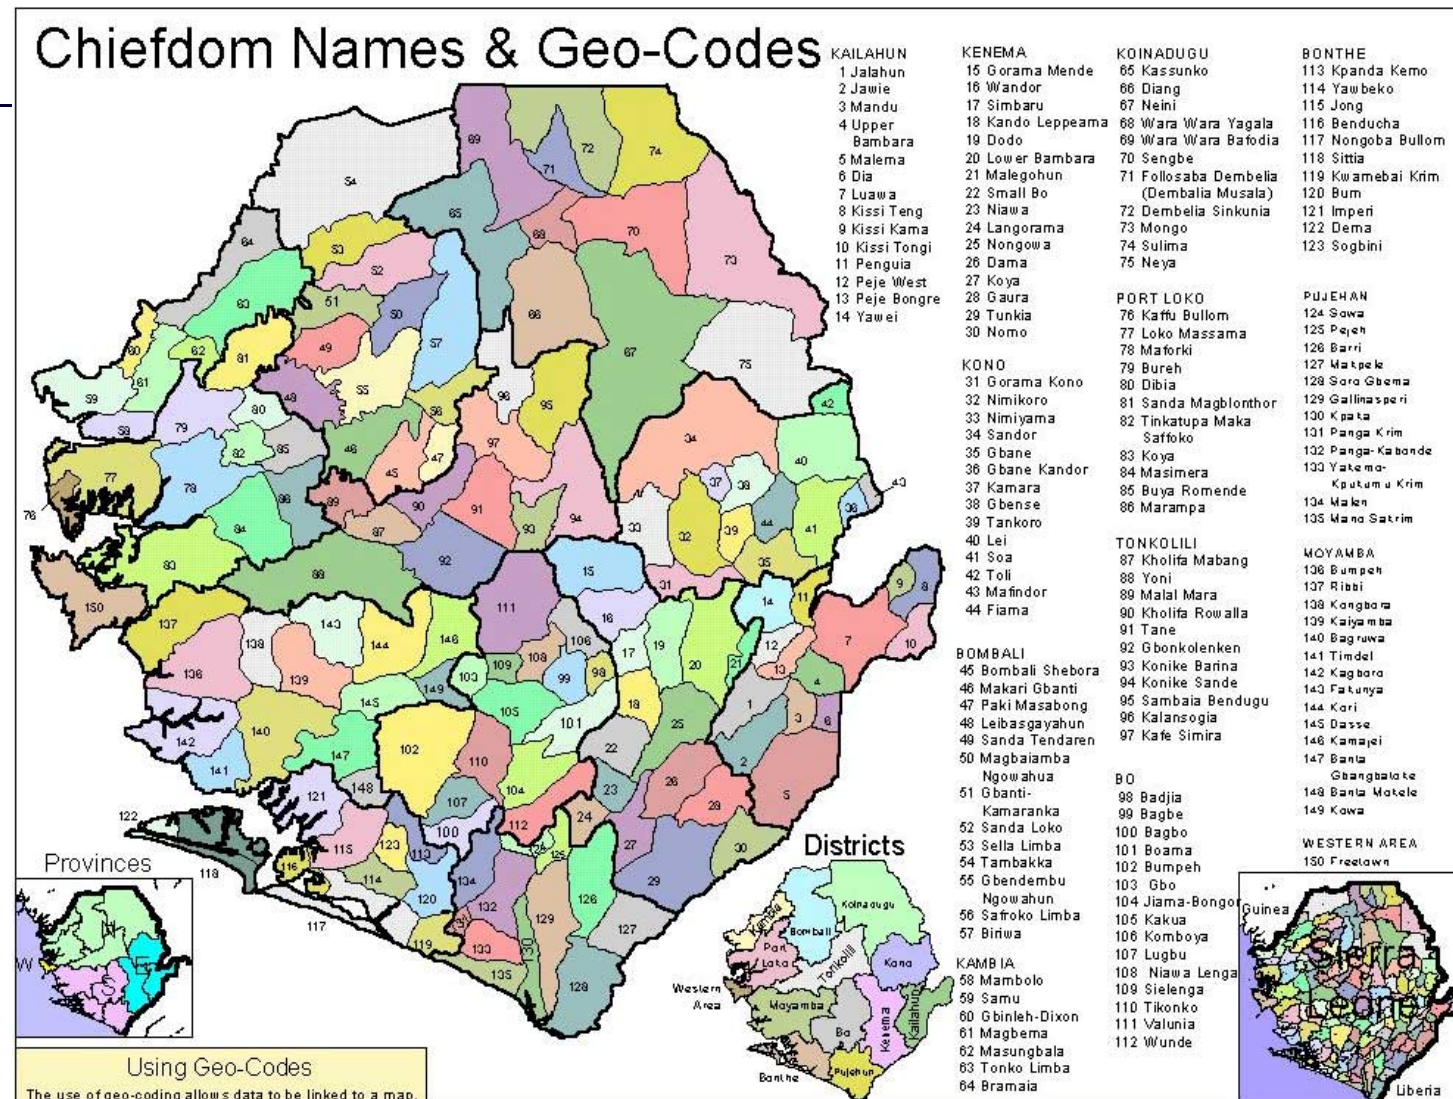 Chiefdom Names & Geo-Codes
KAILAHUN
1 Jalahun
2 Jawie
3 Mandu
4 Upper
Bambara
5 Malema
6 Dia
7 Luawa
8 Kissi Teng
9 Kissi Kama
10 Kissi Tongi
11 Penguia
12 Peje West
13 Peje Bongre
14 Yawei
KENEMA
15 Gorama Mende
16 Wandor
17 Simbaru
18 Kando Leppeama
19 Dodo
20 Lower Bambara
21 Malegohun
22 Small Bo
23 Niawa
24 Langorama
25 Nongowa
26 Dama
27 Koya
28 Gaura
29 Tunkia
30 Nomo
KONO
31 Gorama Kono
32 Nimikoro
33 Nimiyama
34 Sandor
35 Gbane
36 Gbane Kandor
37 Kamara
38 Gbense
39 Tankoro
40 Lei
41 Soa
42 Toli
43 Mafindor
44 Fiama
BOMBALI
45 Bombali Shebora
46 Makari Gbanti
47 Paki Masabong
48 Leibasgayahun
49 Sanda Tendaren
50 Magbaiamba
Ngowahua
51 Gbanti-
Kamaranka
52 Sanda Loko
53 Sella Limba
54 Tambakka
55 Gbendembu
Ngowahun
56 Safroko Limba
57 Biriwa
KAMBIA
58 Mambolo
59 Samu
60 Gbinleh-Dixon
61 Magbema
62 Masungbala
63 Tonko Limba
64 Bramaia
KOINADUGU
65 Kassunko
66 Diang
67 Neini
68 Wara Wara Yagala
69 Wara Wara Bafodia
70 Sengbe
71 Follosaba Dembelia
(Dembalia Musala)
72 Dembelia Sinkunia
73 Mongo
74 Sulima
75 Neya
PORT LOKO
76 Kaffu Bullom
77 Loko Massama
78 Maforki
79 Bureh
80 Dibia
81 Sanda Magblonthor
82 Tinkatupa Maka
Saffoko
83 Koya
84 Masimera
85 Buya Romende
86 Marampa
TONKOLILI
87 Kholifa Mabang
88 Yoni
89 Malal Mara
90 Kholifa Rowalla
91 Tane
92 Gbonkolenken
93 Konike Barina
94 Konike Sande
95 Sambaia Bendugu
96 Kalansogia
97 Kafe Simira
BO
98 Badjia
99 Bagbe
100 Bagbo
101 Boama
102 Bumpeh
103 Gbo
104 Jiama-Bongor
105 Kakua
106 Komboya
107 Lugbu
108 Niawa Lenga
109 Sielenga
110 Tikonko
111 Valunia
112 Wunde
BONTHE
113 Kpanda Kemo
114 Yawbeko
115 Jong
116 Benducha
117 Nongoba Bullom
118 Sittia
119 Kwamebai Krim
120 Bum
121 Imperi
122 Dema
123 Sogbini
PUJEHAN
124 Sowa
125 Pejeh
126 Barri
127 Makpele
128 Soro Gbema
129 Gallinasperi
130 Kpaka
131 Panga Krim
132 Panga-Kabonde
133 Yakema-
Kpukumu Krim
134 Malen
135 Mano Sakrim
MOYAMBA
136 Bumpeh
137 Ribbi
138 Kongbora
139 Kaiyamba
140 Bagruwa
141 Timdel
142 Kagboro
143 Fakunya
144 Kori
145 Dasse
146 Kamajei
147 Banta
Gbangbatoke
148 Banta Mokele
149 Kowa
WESTERN AREA
150 Freetown
Provinces
N
W
E
S
Districts
Koinadugu
Kambia
Bombali
Port
Loko
Tonkolili
Kono
Western
Area
Moyamba
Bo
Kenema
Kailahun
Bonthe
Pujehun
Guinea
Sierra
Leone
Liberia
Using Geo-Codes
The use of geo-coding allows data to be linked to a map.